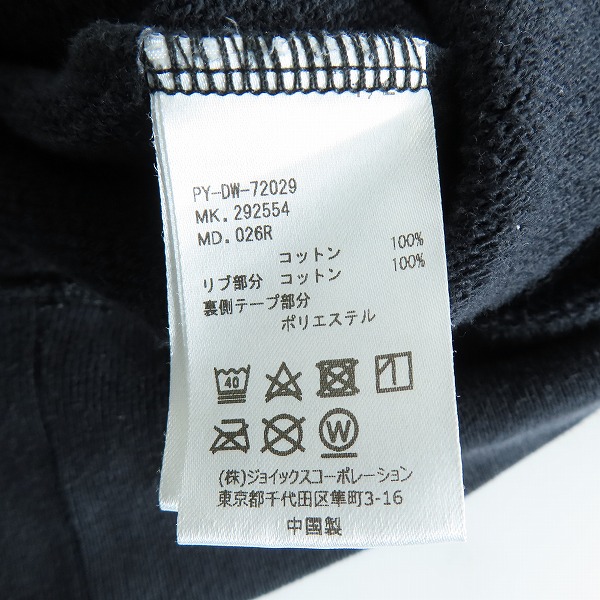 PY-DW-72029
MK.292554
MD.026R
コットン 100%
リブ部分 コットン 100%
裏側テープ部分
ポリエステル
40
W
(株)ジョイックスコーポレーション
東京都千代田区隼町3-16
中国製